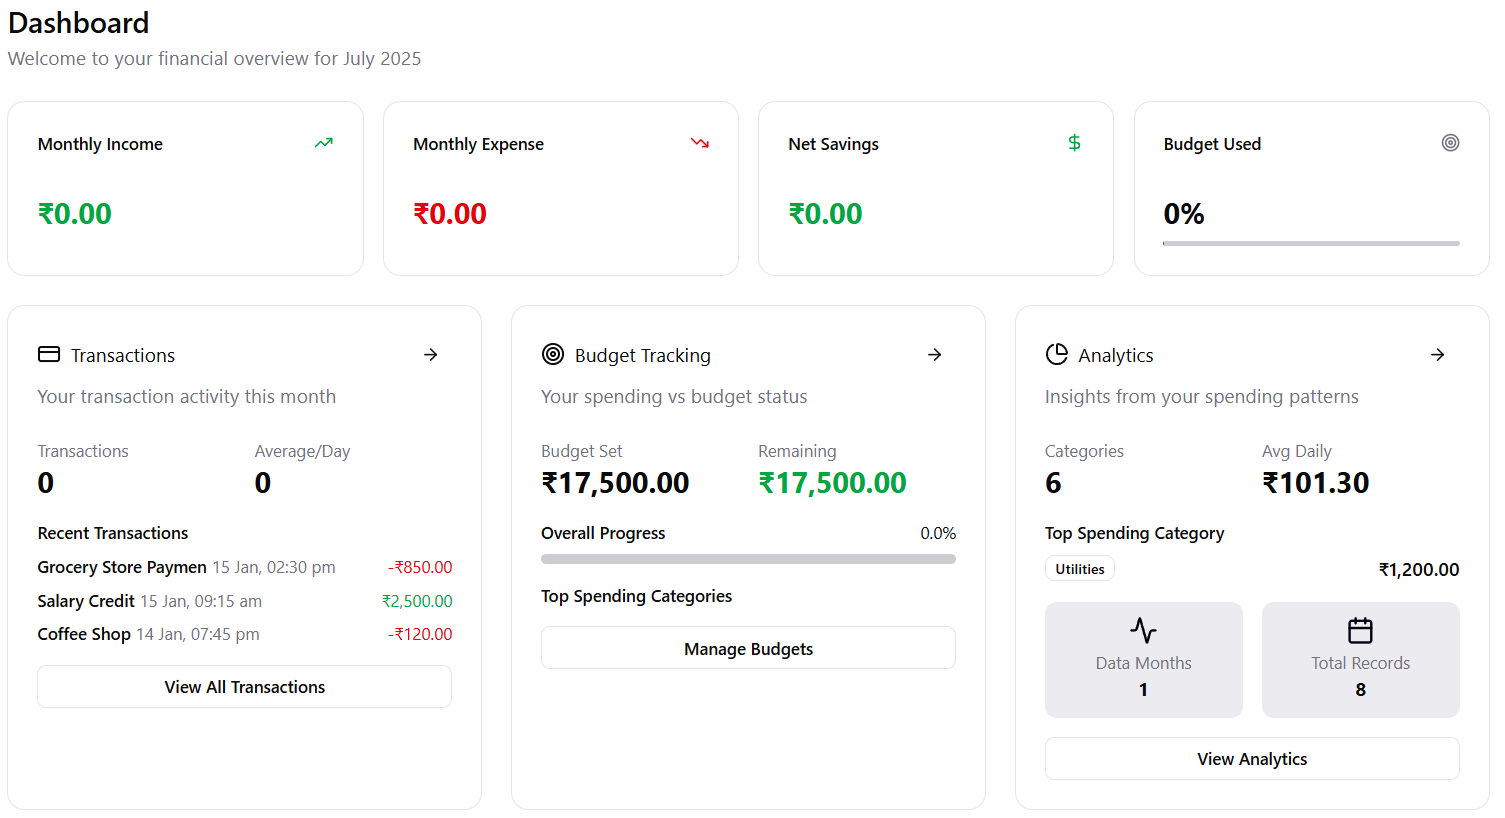 Dashboard
Welcome to your financial overview for July 2025
Monthly Income
₹0.00
Monthly Expense
₹0.00
Net Savings
₹0.00
Budget Used
0%
Transactions
Your transaction activity this month
Transactions Average/Day
0 0
Recent Transactions
Grocery Store Paymen 15 Jan, 02:30 pm -₹850.00
Salary Credit 15 Jan, 09:15 am ₹2,500.00
Coffee Shop 14 Jan, 07:45 pm -₹120.00
View All Transactions
Budget Tracking
Your spending vs budget status
Budget Set Remaining
₹17,500.00 ₹17,500.00
Overall Progress 0.0%
Top Spending Categories
Manage Budgets
Analytics
Insights from your spending patterns
Categories Avg Daily
6 ₹101.30
Top Spending Category
Utilities ₹1,200.00
Data Months Total Records
1 8
View Analytics